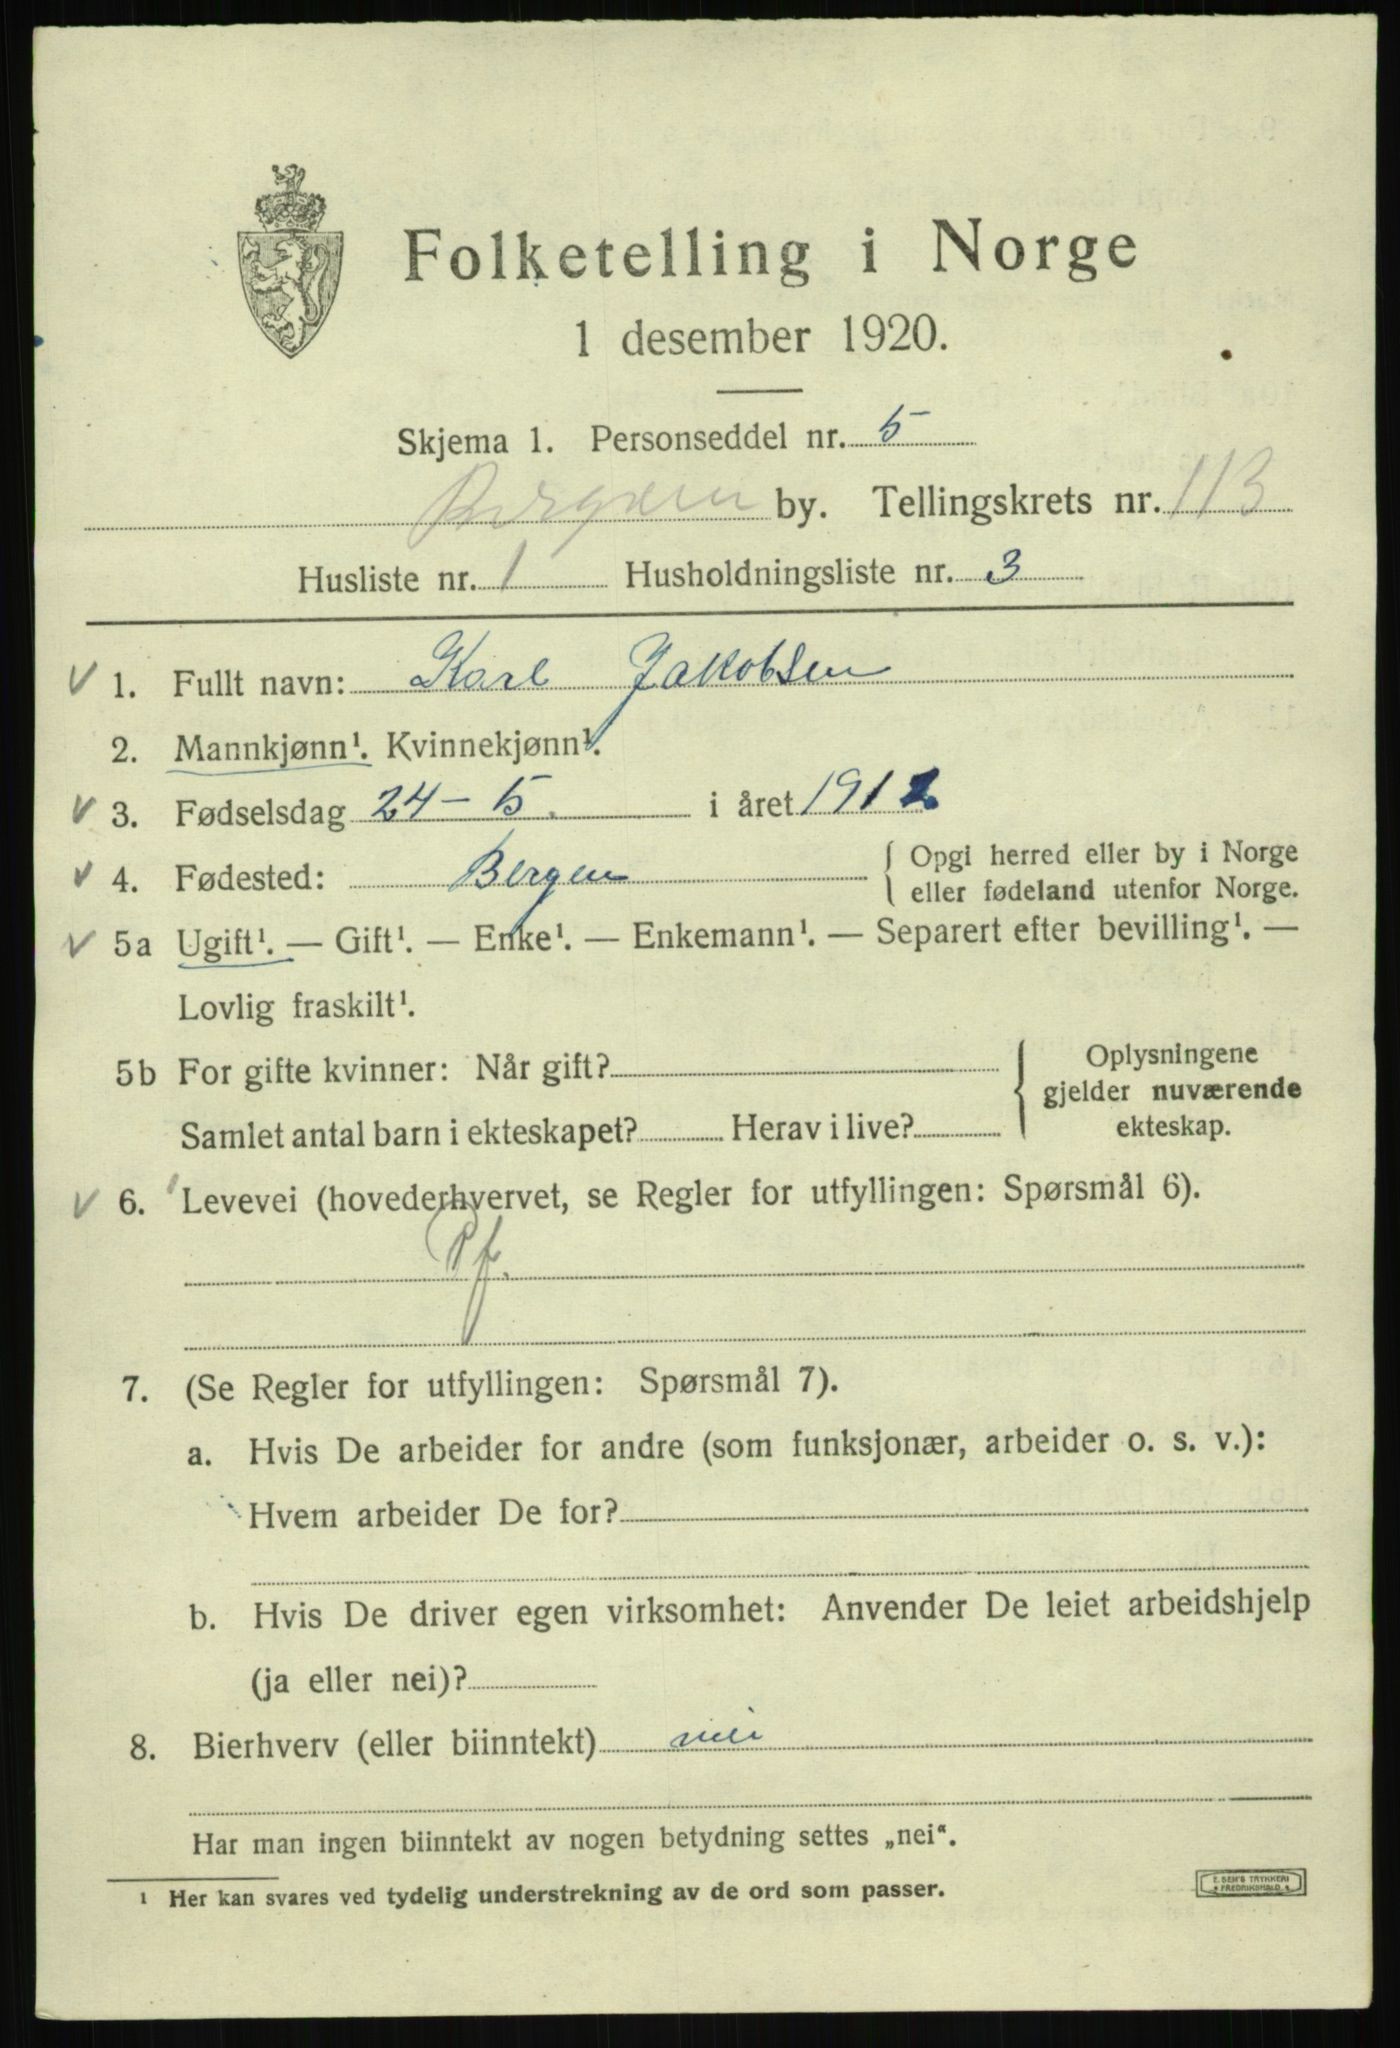 Folketelling i Norge
1 desember 1920.
Skjema 1. Personseddel nr. 5
Bergen by. Tellingskrets nr. 113
Husliste nr. 1 Husholdningsliste nr. 3
1. Fullt navn: Karl Jakobsen
2. Mannkjønn¹. Kvinnekjønn¹.
3. Fødselsdag 24-5. i året 1912
4. Fødested: Bergen { Opgi herred eller by i Norge
eller fødeland utenfor Norge.
5a Ugift¹. — Gift¹. — Enke¹. — Enkemann¹. — Separert efter bevilling¹. —
Lovlig fraskilt¹.
5b For gifte kvinner: Når gift?
Samlet antal barn i ekteskapet? Herav i live?
{ Oplysningene
gjelder nuværende
ekteskap.
6. Levevei (hovederhvervet, se Regler for utfyllingen: Spørsmål 6).
Pf.
7. (Se Regler for utfyllingen: Spørsmål 7).
a. Hvis De arbeider for andre (som funksjonær, arbeider o. s. v.):
Hvem arbeider De for?
b. Hvis De driver egen virksomhet: Anvender De leiet arbeidshjelp
(ja eller nei)?
8. Bierhverv (eller biinntekt) nei
Har man ingen biinntekt av nogen betydning settes „nei“.
¹ Her kan svares ved tydelig understrekning av de ord som passer.
E. SEM'S TRYKKERI
FREDRIKSHALD